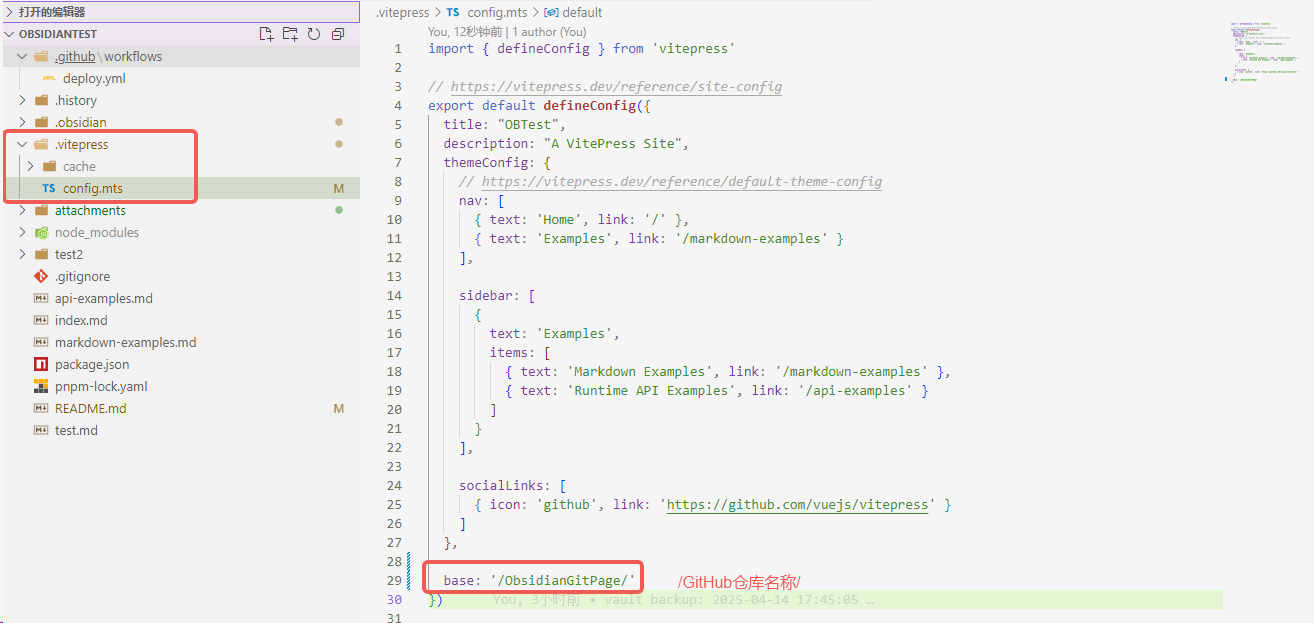 打开的编辑器
OBSIDIANTEST
.github\workflows
deploy.yml
.history
.obsidian
.vitepress
cache
config.mts M
attachments
node_modules
test2
.gitignore
api-examples.md
index.md
markdown-examples.md
package.json
pnpm-lock.yaml
README.md M
test.md
.vitepress > TS config.mts > default
You, 12秒钟前 | 1 author (You)
1 import { defineConfig } from 'vitepress'
2
3 // https://vitepress.dev/reference/site-config
4 export default defineConfig({
5 title: "OBTest",
6 description: "A VitePress Site",
7 themeConfig: {
8 // https://vitepress.dev/reference/default-theme-config
9 nav: [
10 { text: 'Home', link: '/' },
11 { text: 'Examples', link: '/markdown-examples' }
12 ],
13
14 sidebar: [
15 {
16 text: 'Examples',
17 items: [
18 { text: 'Markdown Examples', link: '/markdown-examples' },
19 { text: 'Runtime API Examples', link: '/api-examples' }
20 ]
21 }
22 ],
23
24 socialLinks: [
25 { icon: 'github', link: 'https://github.com/vuejs/vitepress' }
26 ]
27 },
28
29 base: '/ObsidianGitPage/' /GitHub仓库名称/
30 }) You, 3小时前 • vault backup: 2025-04-14 17:45:05 …
31